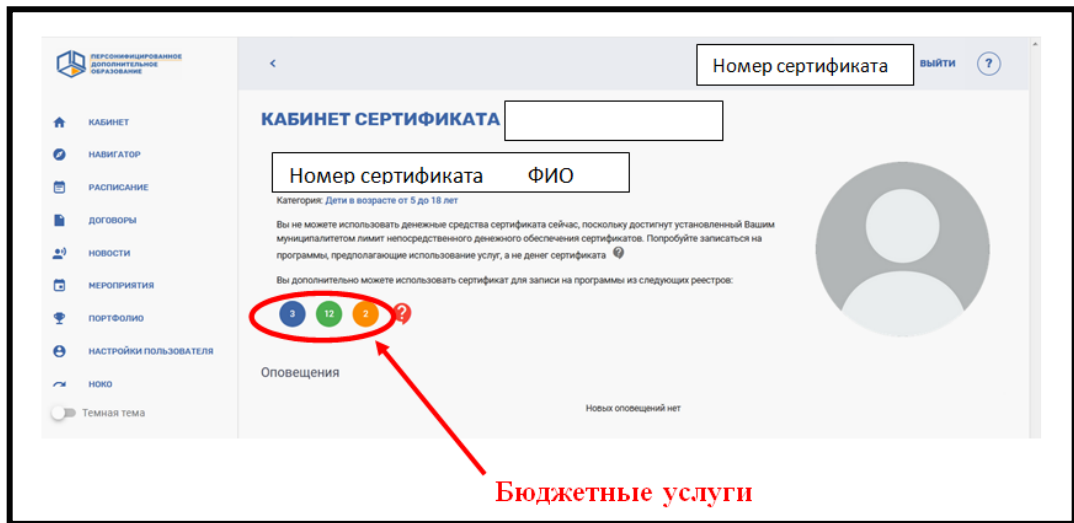 ПЕРСОНИФИЦИРОВАННОЕ
ДОПОЛНИТЕЛЬНОЕ
ОБРАЗОВАНИЕ
Номер сертификата
ВЫЙТИ
?
КАБИНЕТ
НАВИГАТОР
РАСПИСАНИЕ
ДОГОВОРЫ
НОВОСТИ
МЕРОПРИЯТИЯ
ПОРТФОЛИО
НАСТРОЙКИ ПОЛЬЗОВАТЕЛЯ
НОКО
Темная тема
КАБИНЕТ СЕРТИФИКАТА
Номер сертификата ФИО
Категория: Дети в возрасте от 5 до 18 лет
Вы не можете использовать денежные средства сертификата сейчас, поскольку достигнут установленный Вашим
муниципалитетом лимит непосредственного денежного обеспечения сертификатов. Попробуйте записаться на
программы, предполагающие использование услуг, а не денег сертификата ?
Вы дополнительно можете использовать сертификат для записи на программы из следующих реестров:
3 12 2 ?
Оповещения
Новых оповещений нет
Бюджетные услуги